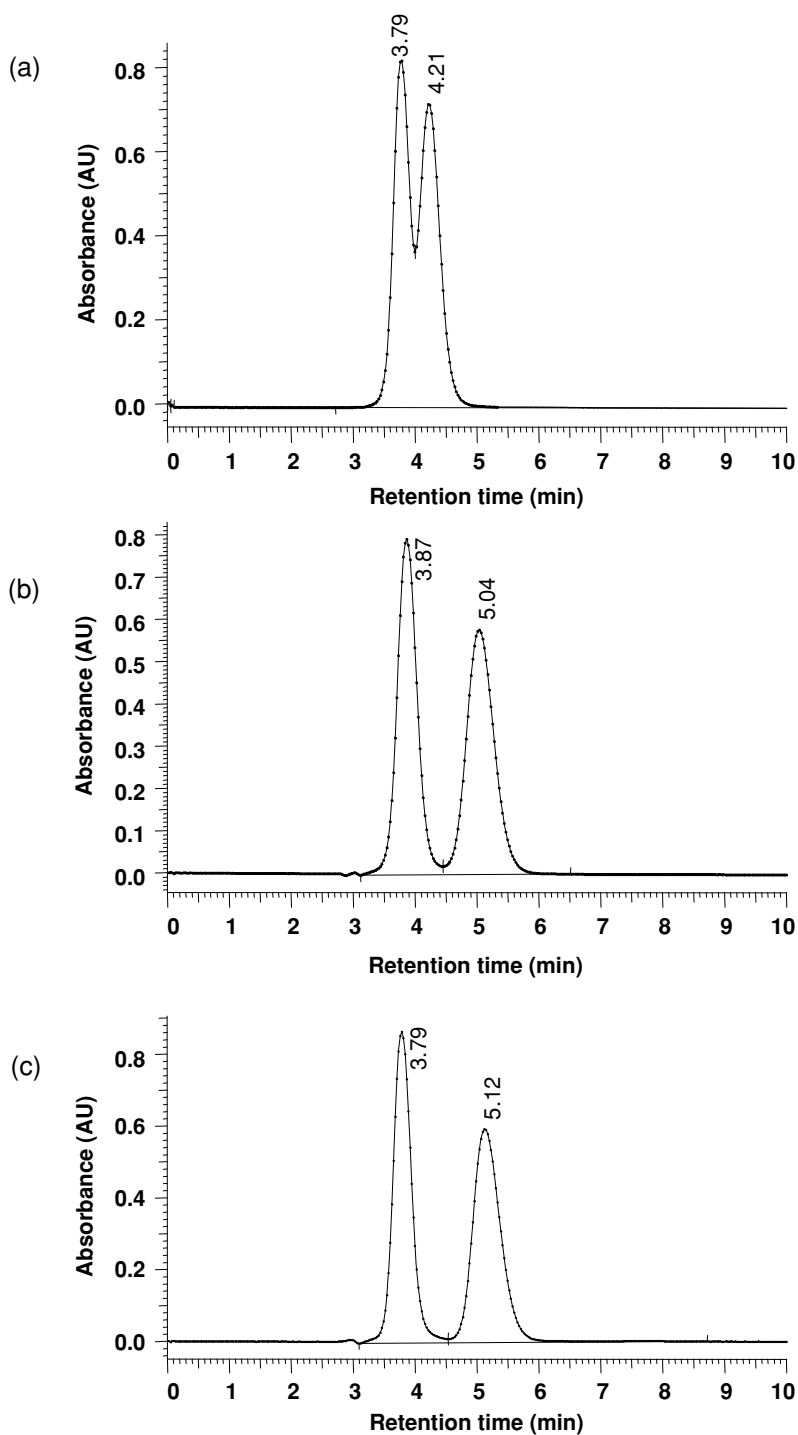 (a)
3.79
4.21
Absorbance (AU)
0.8
0.6
0.4
0.2
0.0
0 1 2 3 4 5 6 7 8 9 10
Retention time (min)
(b)
3.87
5.04
Absorbance (AU)
0.8
0.7
0.6
0.5
0.4
0.3
0.2
0.1
0.0
0 1 2 3 4 5 6 7 8 9 10
Retention time (min)
(c)
3.79
5.12
Absorbance (AU)
0.8
0.6
0.4
0.2
0.0
0 1 2 3 4 5 6 7 8 9 10
Retention time (min)